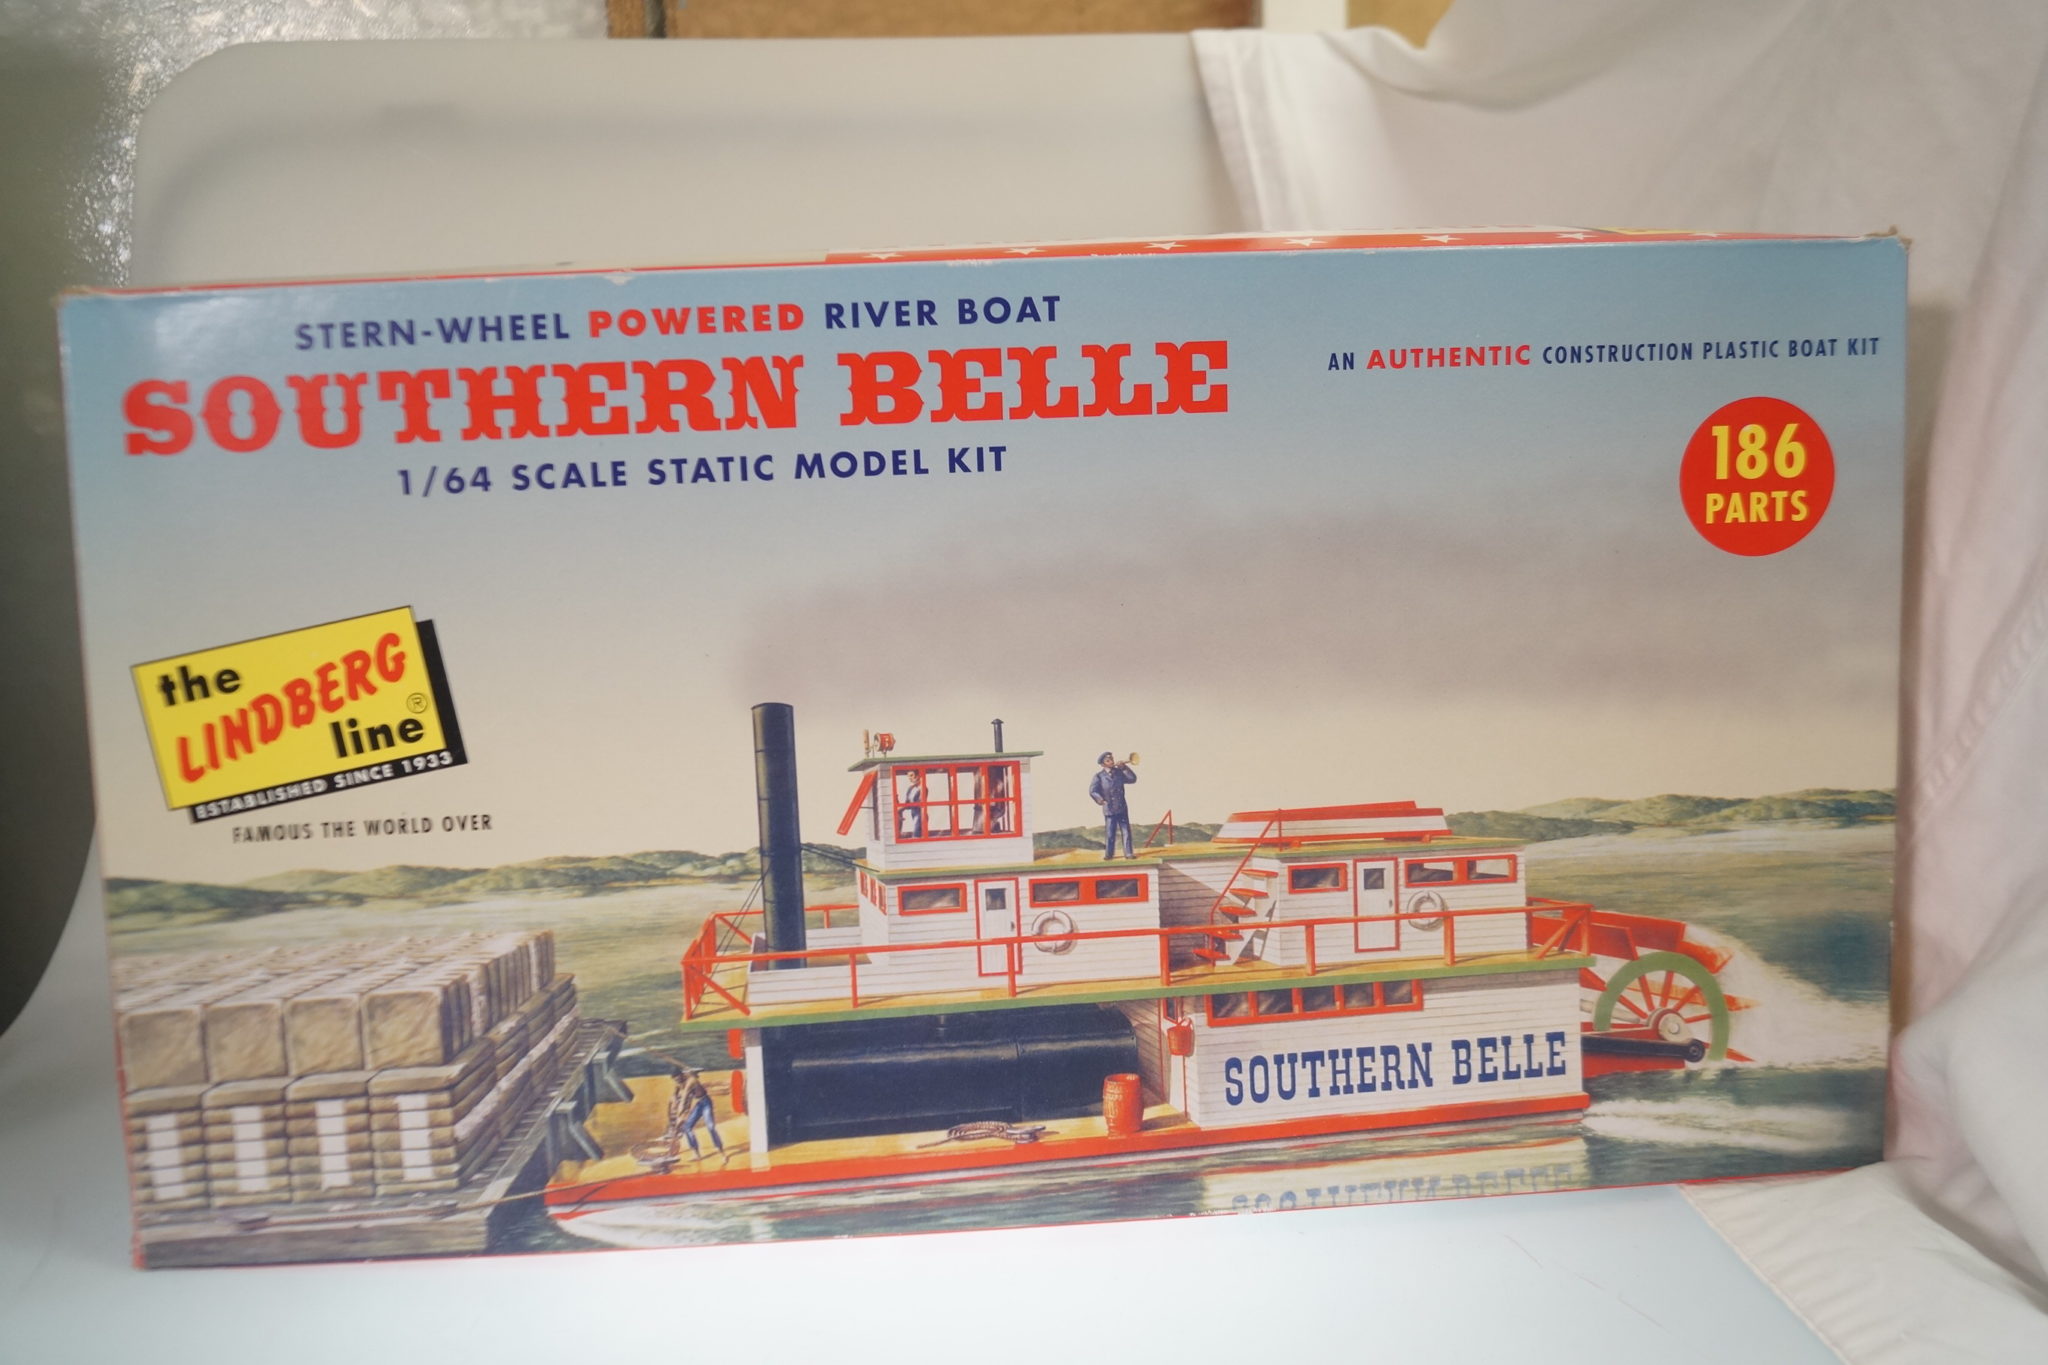 STERN-WHEEL POWERED RIVER BOAT
SOUTHERN BELLE
1/64 SCALE STATIC MODEL KIT
AN AUTHENTIC CONSTRUCTION PLASTIC BOAT KIT
186
PARTS
the
LINDBERG®
line
ESTABLISHED SINCE 1933
FAMOUS THE WORLD OVER
SOUTHERN BELLE